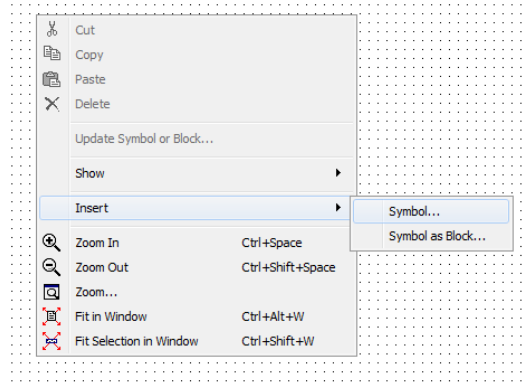 Cut
Copy
Paste
Delete
Update Symbol or Block...
Show
Insert
Symbol...
Symbol as Block...
Zoom In Ctrl+Space
Zoom Out Ctrl+Shift+Space
Zoom...
Fit in Window Ctrl+Alt+W
Fit Selection in Window Ctrl+Shift+W